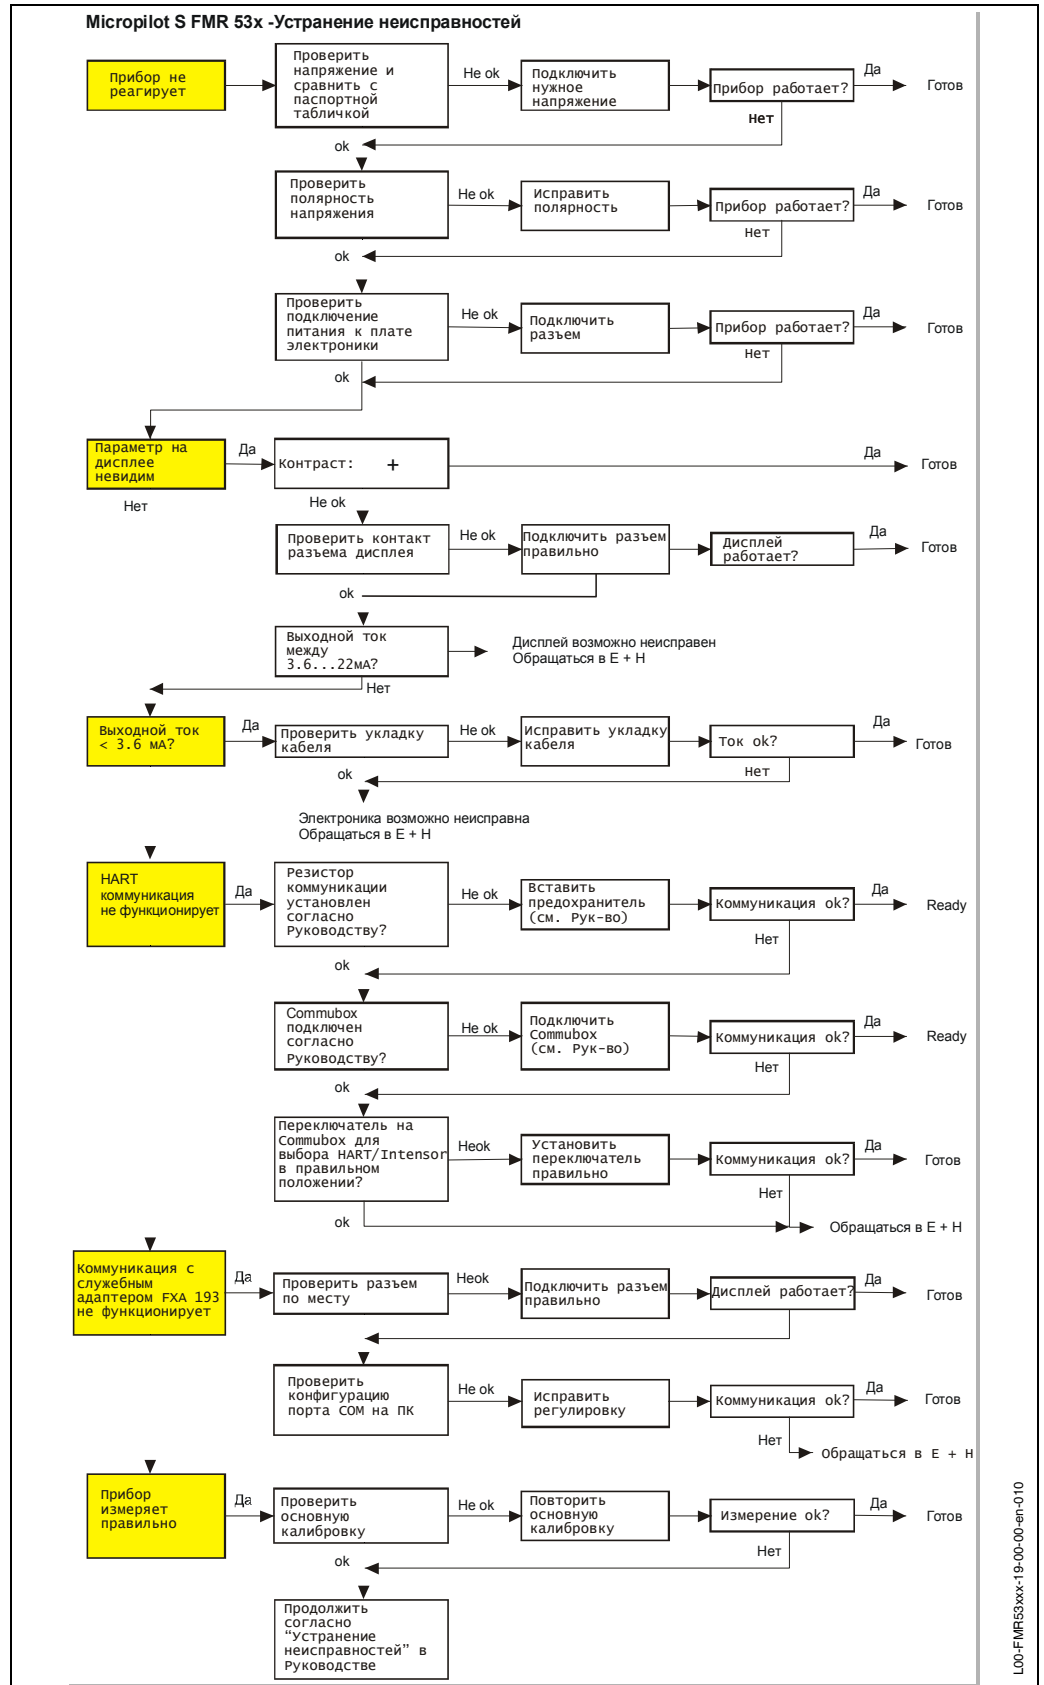 Micropilot S FMR 53x -Устранение неисправностей
Прибор не
реагирует
Проверить
напряжение и
сравнить с
паспортной
табличкой
Не ok
Подключить
нужное
напряжение
Прибор работает?
Да
Готов
Нет
ok
Проверить
полярность
напряжения
Не ok
Исправить
полярность
Прибор работает?
Да
Готов
Нет
ok
Проверить
подключение
питания к плате
электроники
Не ok
Подключить
разъем
Прибор работает?
Да
Готов
Нет
ok
Параметр на
дисплее
невидим
Да
Контраст: +
Да
Готов
Нет
Не ok
Проверить контакт
разъема дисплея
Не ok
Подключить разъем
правильно
Дисплей
работает?
Да
Готов
ok
Выходной ток
между
3.6...22мА?
Дисплей возможно неисправен
Обращаться в E + H
Нет
Выходной ток
< 3.6 мА?
Да
Проверить укладку
кабеля
Не ok
Исправить укладку
кабеля
Ток ok?
Да
Готов
Нет
ok
Электроника возможно неисправна
Обращаться в E + H
HART
коммуникация
не функционирует
Да
Резистор
коммуникации
установлен
согласно
Руководству?
Не ok
Вставить
предохранитель
(см. Рук-во)
Коммуникация ok?
Да
Ready
Нет
ok
Commubox
подключен
согласно
Руководству?
Не ok
Подключить
Commubox
(см. Рук-во)
Коммуникация ok?
Да
Ready
Нет
ok
Переключатель на
Commubox для
выбора HART/Intensor
в правильном
положении?
Неok
Установить
переключатель
правильно
Коммуникация ok?
Да
Готов
Нет
ok
Обращаться в E + H
Коммуникация с
служебным
адаптером FXA 193
не функционирует
Да
Проверить разъем
по месту
Неok
Подключить разъем
правильно
Дисплей работает?
Да
Готов
Проверить
конфигурацию
порта COM на ПК
Не ok
Исправить
регулировку
Коммуникация ok?
Да
Готов
Нет
Обращаться в E + H
Прибор
измеряет
правильно
Да
Проверить
основную
калибровку
Не ok
Повторить
основную
калибровку
Измерение ok?
Да
Готов
Нет
ok
Продолжить
согласно
“Устранение
неисправностей” в
Руководстве
L00-FMR53xxx-19-00-00-en-010